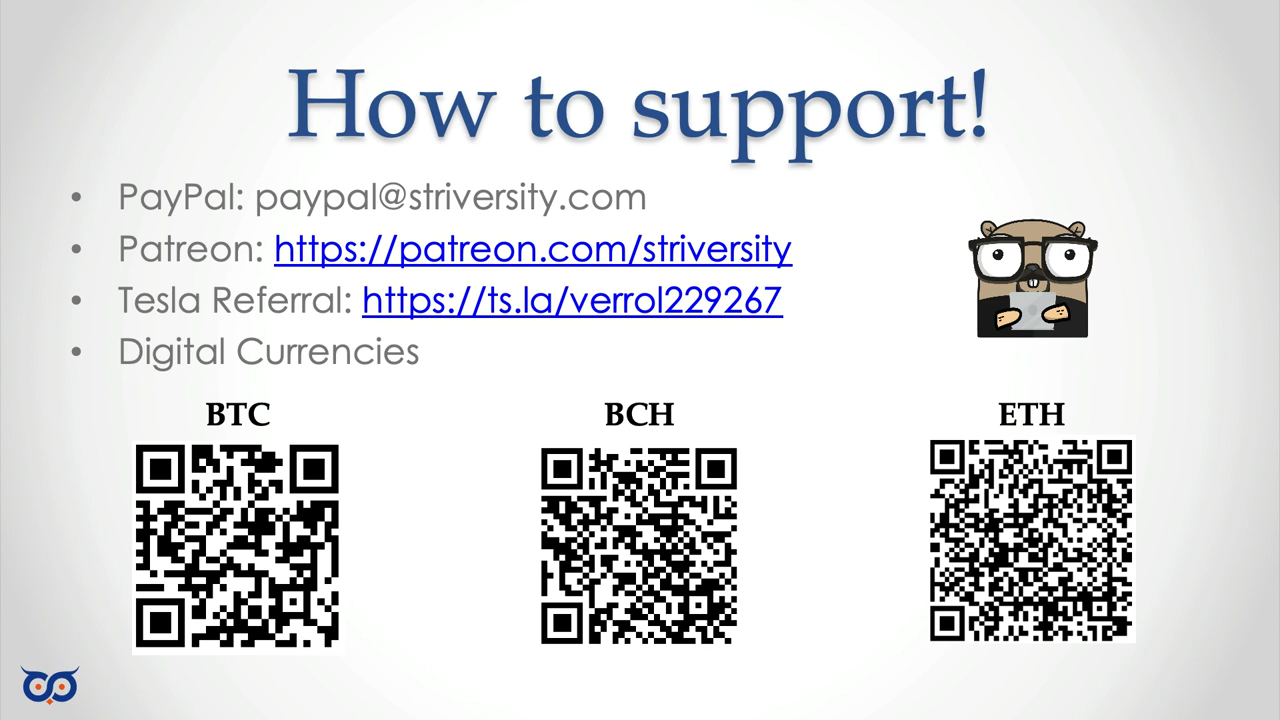 How to support!
• PayPal: paypal@striversity.com
• Patreon: https://patreon.com/striversity
• Tesla Referral: https://ts.la/verrol229267
• Digital Currencies
BTC
BCH
ETH